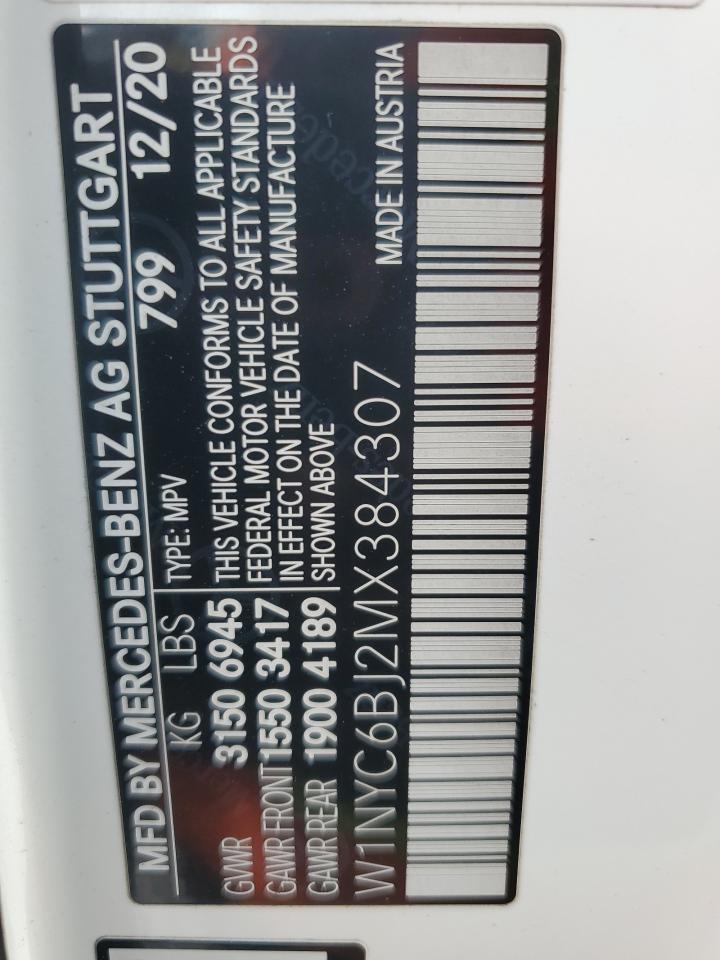 MFD BY MERCEDES-BENZ AG STUTTGART
799 12/20
KG LBS
GVWR 3150 6945
GAWR FRONT 1550 3417
GAWR REAR 1900 4189
TYPE: MPV
THIS VEHICLE CONFORMS TO ALL APPLICABLE
FEDERAL MOTOR VEHICLE SAFETY STANDARDS
IN EFFECT ON THE DATE OF MANUFACTURE
SHOWN ABOVE
W1NYC6BJ2MX384307
MADE IN AUSTRIA